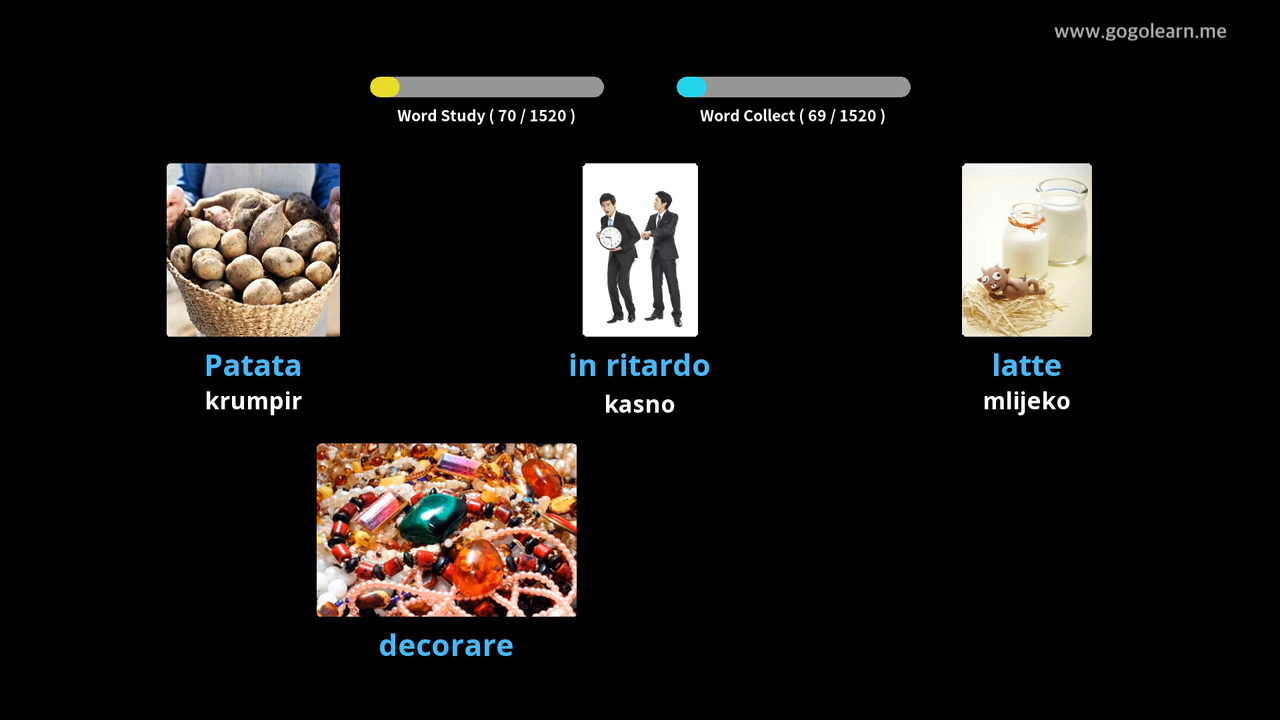 www.gogolearn.me
Word Study ( 70 / 1520 )
Word Collect ( 69 / 1520 )
Patata
krumpir
in ritardo
kasno
latte
mlijeko
decorare